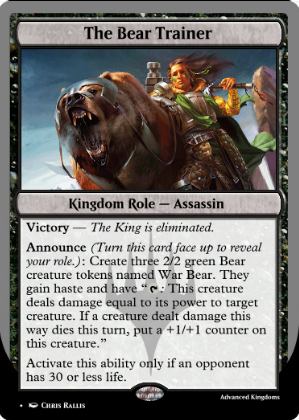 The Bear Trainer
Kingdom Role — Assassin
Victory — The King is eliminated.
Announce (Turn this card face up to reveal
your role.): Create three 2/2 green Bear
creature tokens named War Bear. They
gain haste and have “T: This creature
deals damage equal to its power to target
creature. If a creature dealt damage this
way dies this turn, put a +1/+1 counter on
this creature.”
Activate this ability only if an opponent
has 30 or less life.
Advanced Kingdoms
• Chris Rallis